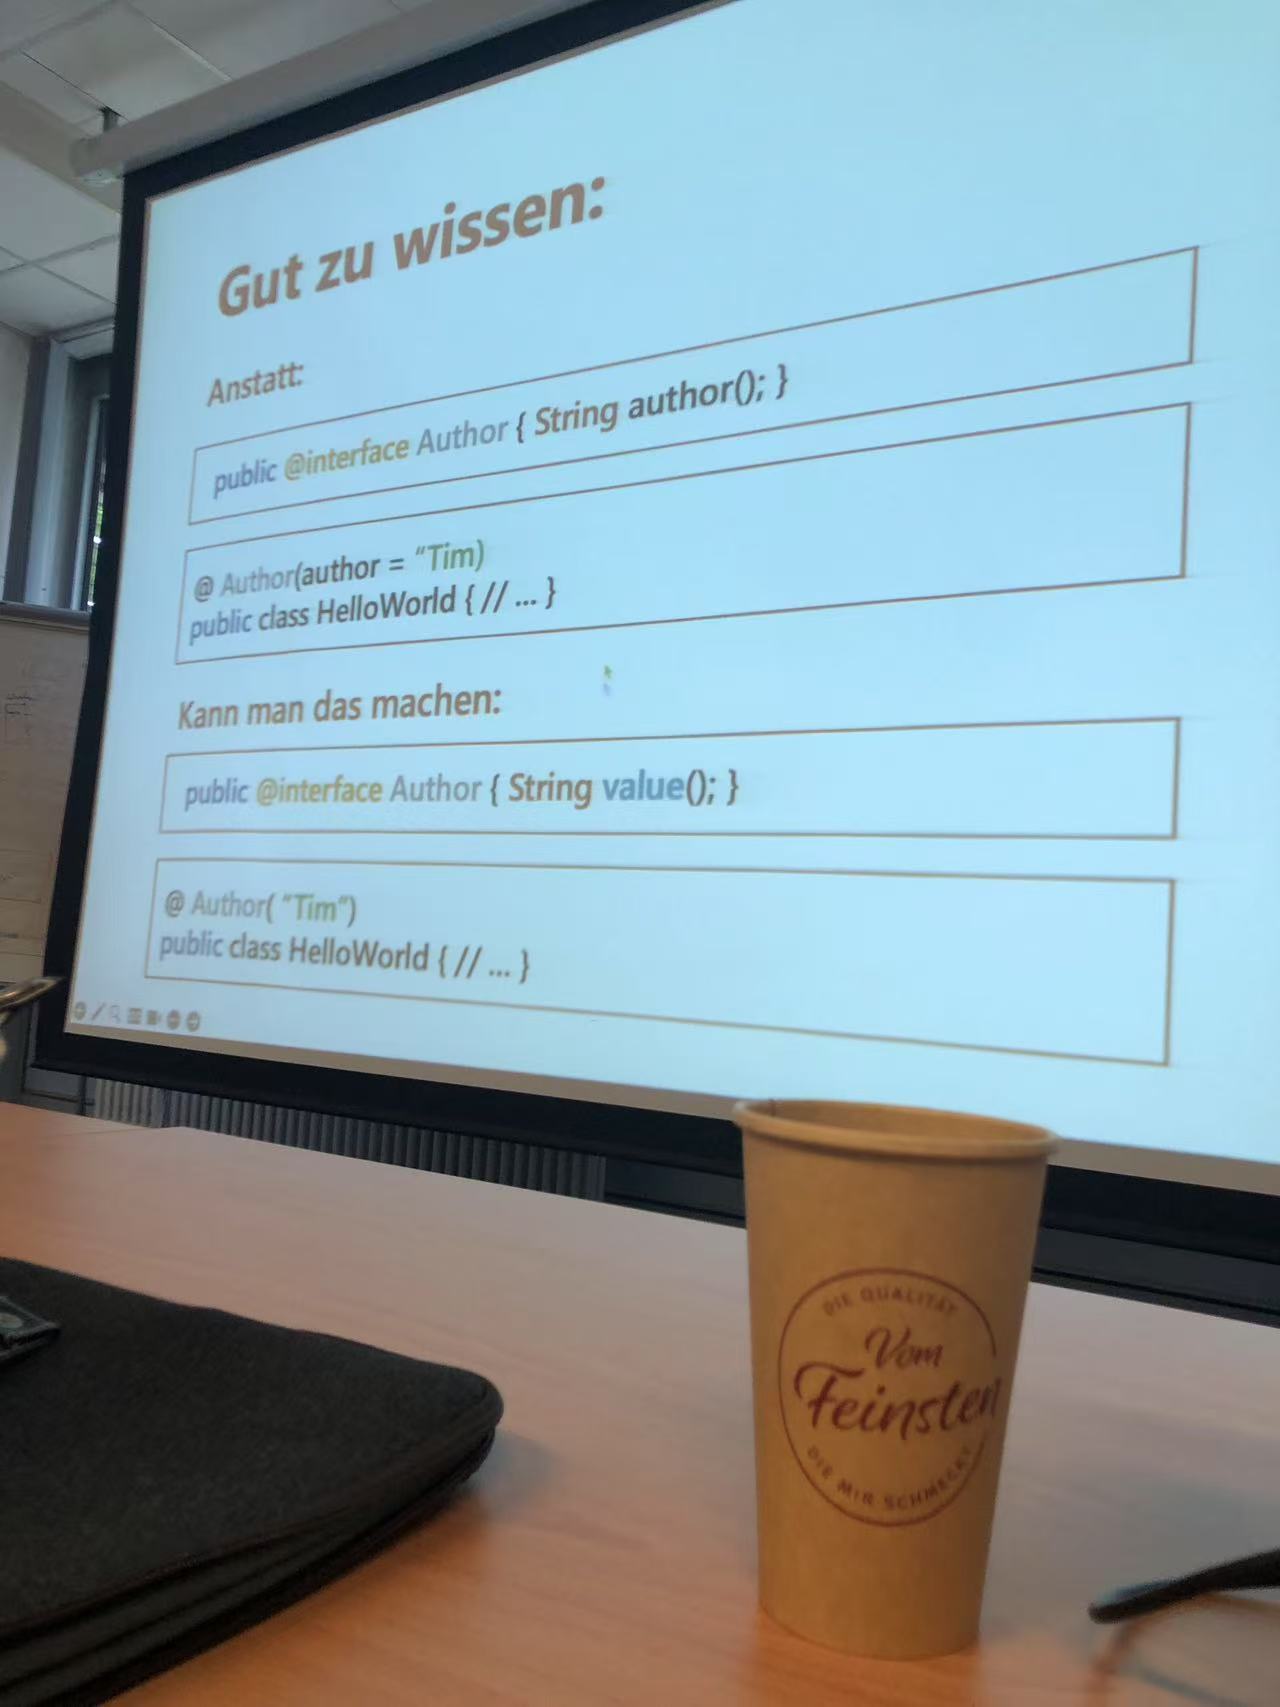 Gut zu wissen:
Anstatt:
public @interface Author { String author(); }
@ Author(author = “Tim)
public class HelloWorld { // ... }
Kann man das machen:
public @interface Author { String value(); }
@ Author( “Tim”)
public class HelloWorld { // ... }
DIE QUALITÄT
Vom
Feinsten
DIE MIR SCHMECKT